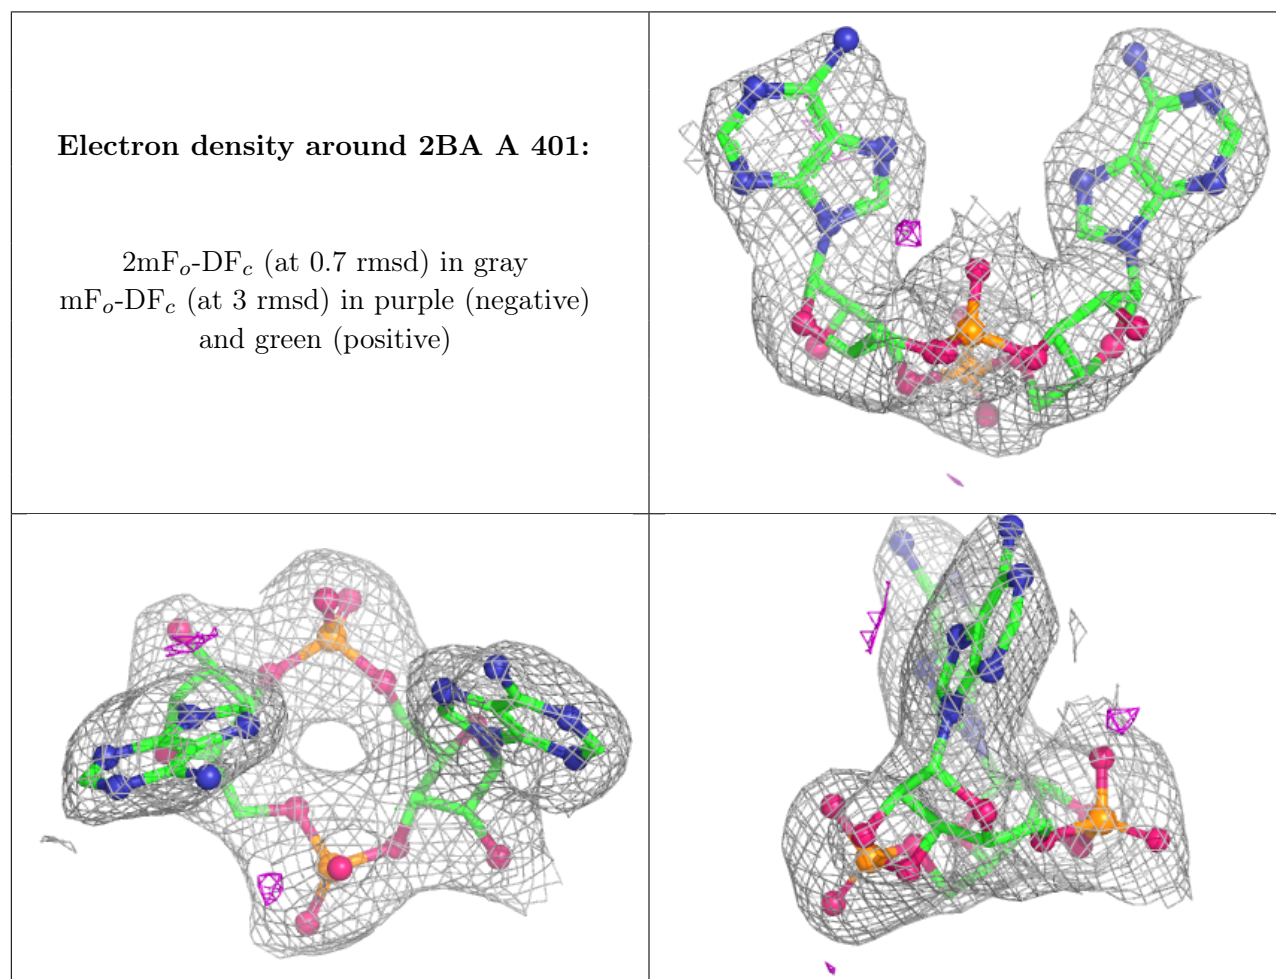 Electron density around 2BA A 401:
2mFo-DFc (at 0.7 rmsd) in gray
mFo-DFc (at 3 rmsd) in purple (negative)
and green (positive)